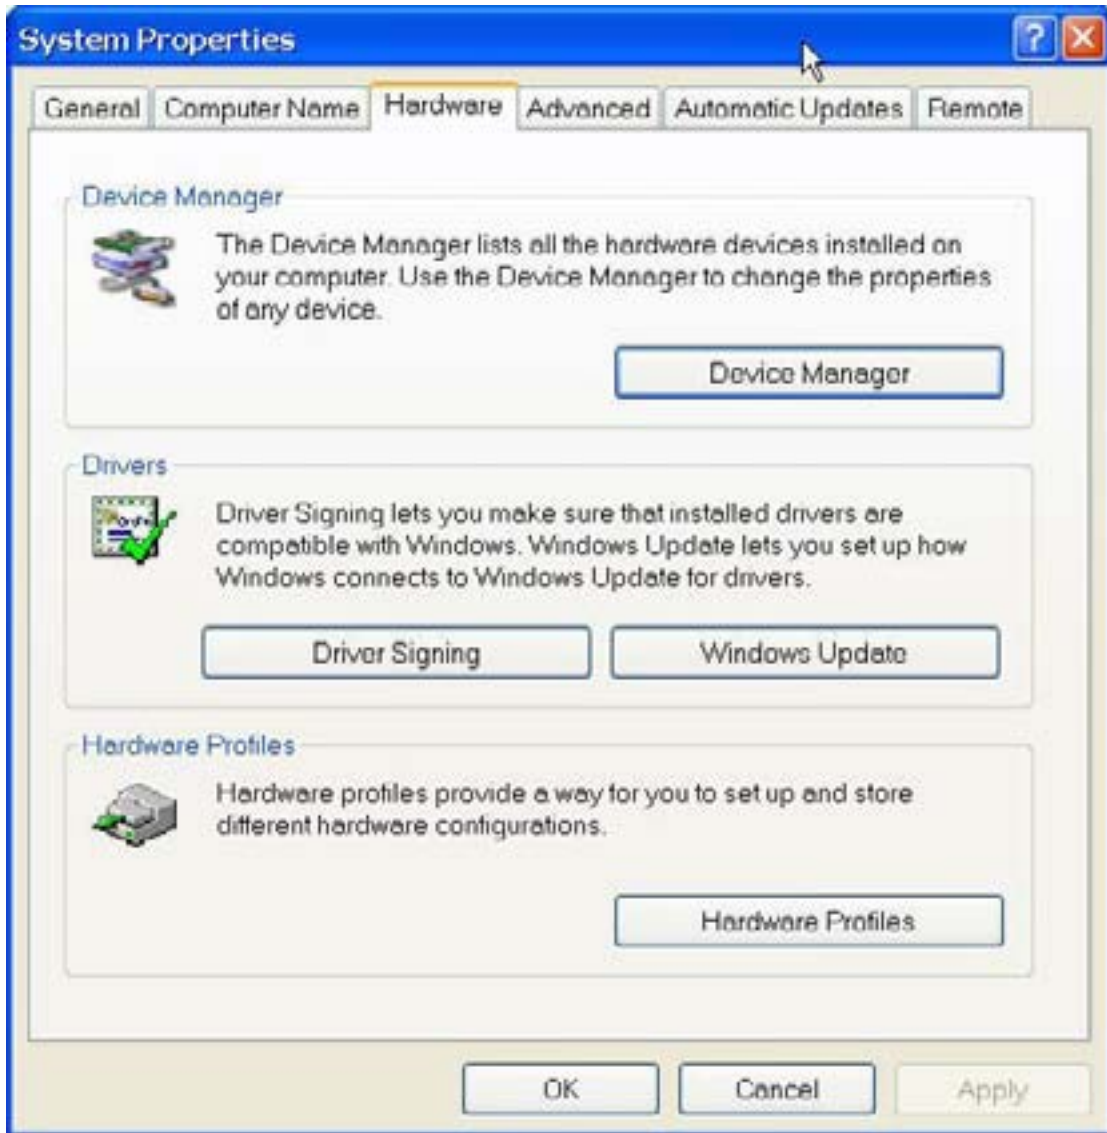 System Properties
General Computer Name Hardware Advanced Automatic Updates Remote
Device Manager
The Device Manager lists all the hardware devices installed on
your computer. Use the Device Manager to change the properties
of any device.
Device Manager
Drivers
Driver Signing lets you make sure that installed drivers are
compatible with Windows. Windows Update lets you set up how
Windows connects to Windows Update for drivers.
Driver Signing Windows Update
Hardware Profiles
Hardware profiles provide a way for you to set up and store
different hardware configurations.
Hardware Profiles
OK Cancel Apply